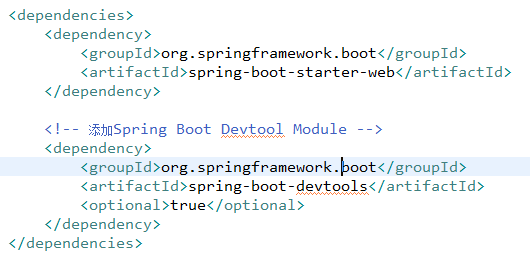 <dependencies>
<dependency>
<groupId>org.springframework.boot</groupId>
<artifactId>spring-boot-starter-web</artifactId>
</dependency>
<!-- 添加Spring Boot Devtool Module -->
<dependency>
<groupId>org.springframework.boot</groupId>
<artifactId>spring-boot-devtools</artifactId>
<optional>true</optional>
</dependency>
</dependencies>